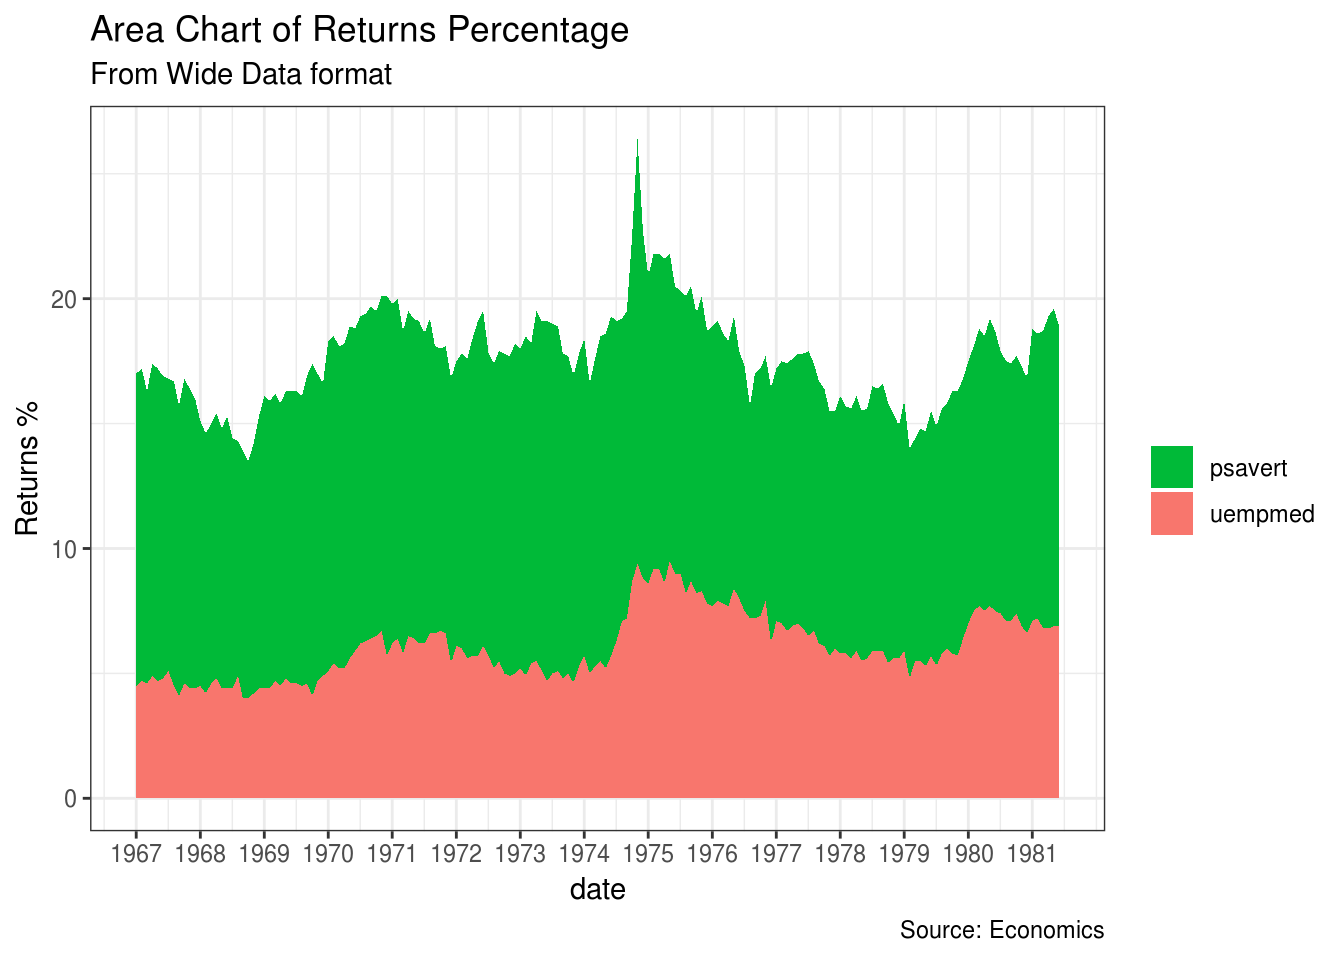 Area Chart of Returns Percentage
From Wide Data format
Returns %
20
10
0
1967 1968 1969 1970 1971 1972 1973 1974 1975 1976 1977 1978 1979 1980 1981
date
psavert
uempmed
Source: Economics